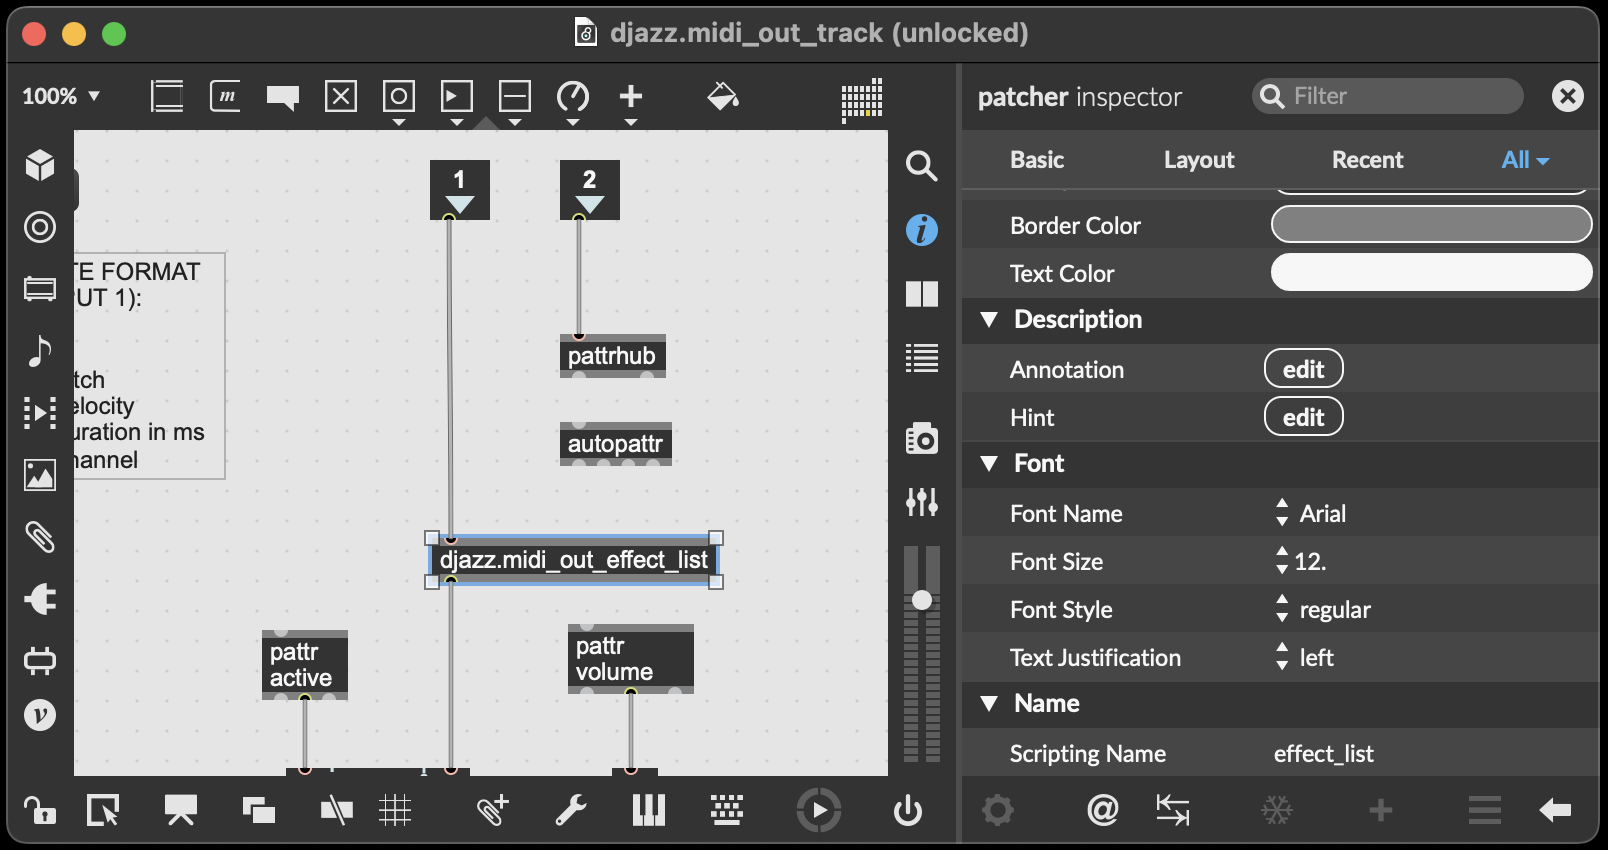 djazz.midi_out_track (unlocked)
100%
m
patcher inspector
Filter
Basic
Layout
Recent
All
1
2
TE FORMAT
UT 1):
tch
elocity
uration in ms
hannel
pattrhub
autopattr
djazz.midi_out_effect_list
pattr
active
pattr
volume
i
v
Border Color
Text Color
Description
Annotation
edit
Hint
edit
Font
Font Name
Arial
Font Size
12.
Font Style
regular
Text Justification
left
Name
Scripting Name
effect_list
@